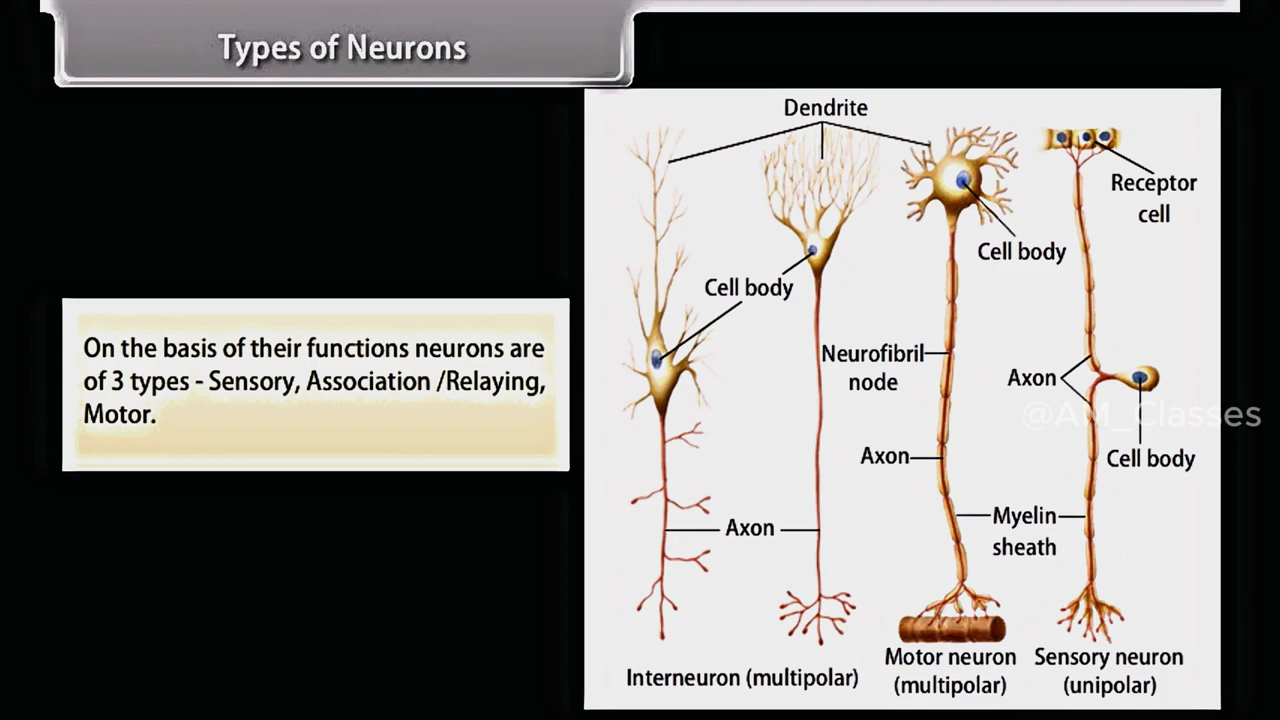 Types of Neurons
On the basis of their functions neurons are
of 3 types - Sensory, Association /Relaying,
Motor.
Dendrite
Receptor
cell
Cell body
Cell body
Neurofibril
node
Axon
@AM_Classes
Axon
Cell body
Axon
Myelin
sheath
Interneuron (multipolar)
Motor neuron
(multipolar)
Sensory neuron
(unipolar)